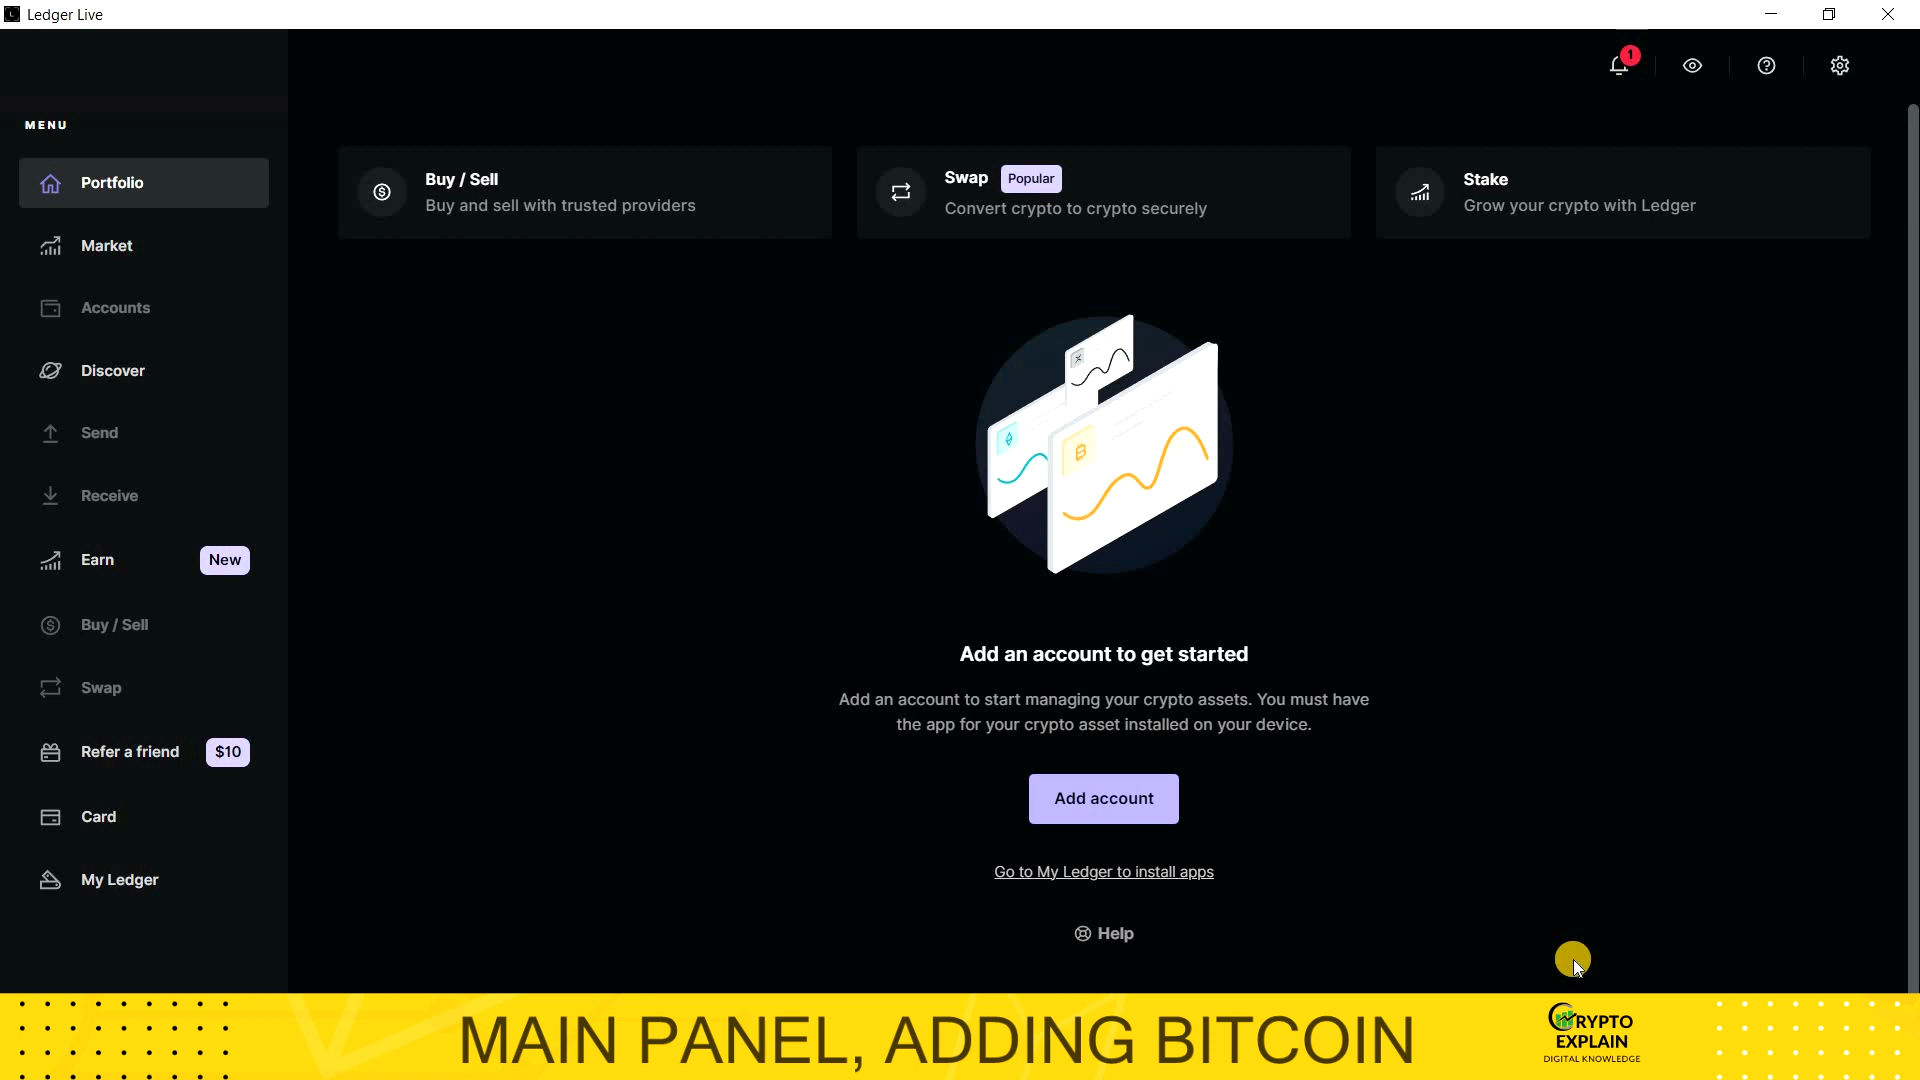 Ledger Live
1
MENU
Portfolio
Market
Accounts
Discover
Send
Receive
Earn New
Buy / Sell
Swap
Refer a friend $10
Card
My Ledger
Buy / Sell
Buy and sell with trusted providers
Swap Popular
Convert crypto to crypto securely
Stake
Grow your crypto with Ledger
Add an account to get started
Add an account to start managing your crypto assets. You must have
the app for your crypto asset installed on your device.
Add account
Go to My Ledger to install apps
Help
MAIN PANEL, ADDING BITCOIN
CRYPTO
EXPLAIN
DIGITAL KNOWLEDGE